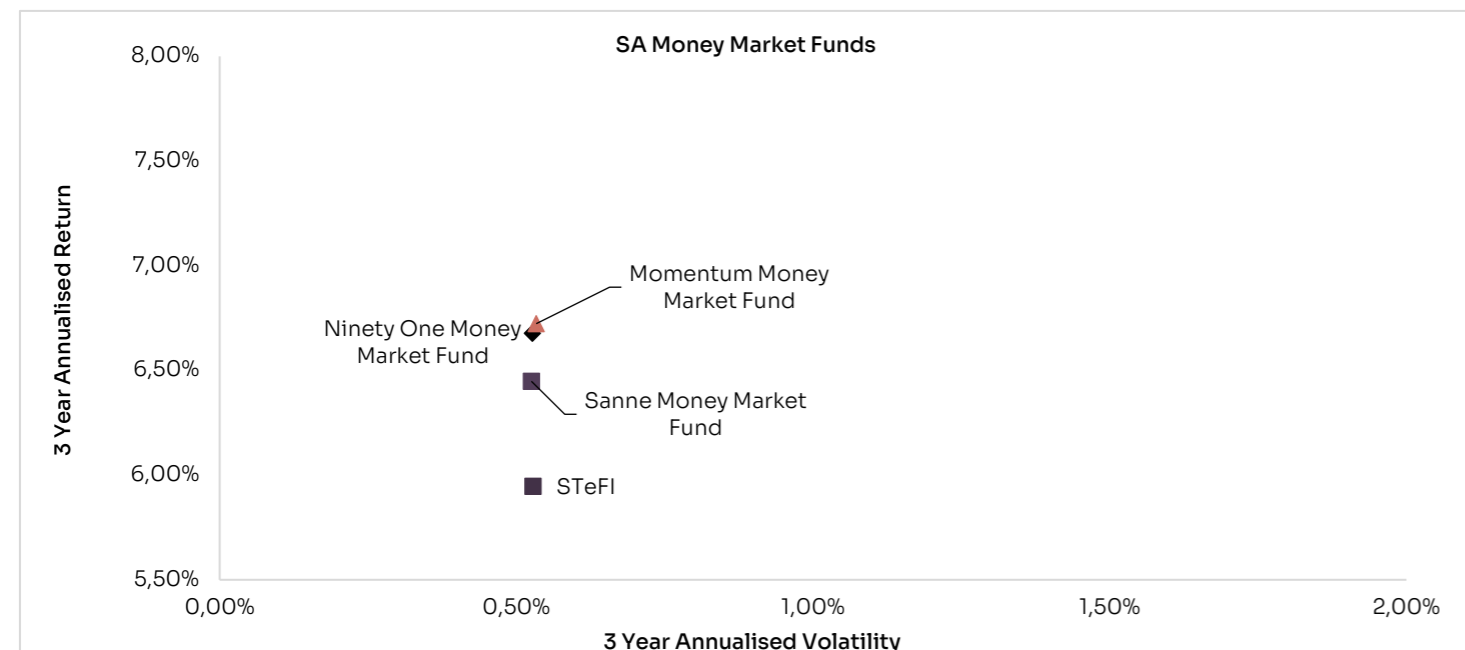 SA Money Market Funds
8,00%
7,50%
7,00%
6,50%
6,00%
5,50%
3 Year Annualised Return
Momentum Money
Market Fund
Ninety One Money
Market Fund
Sanne Money Market
Fund
STeFI
0,00%
0,50%
1,00%
1,50%
2,00%
3 Year Annualised Volatility